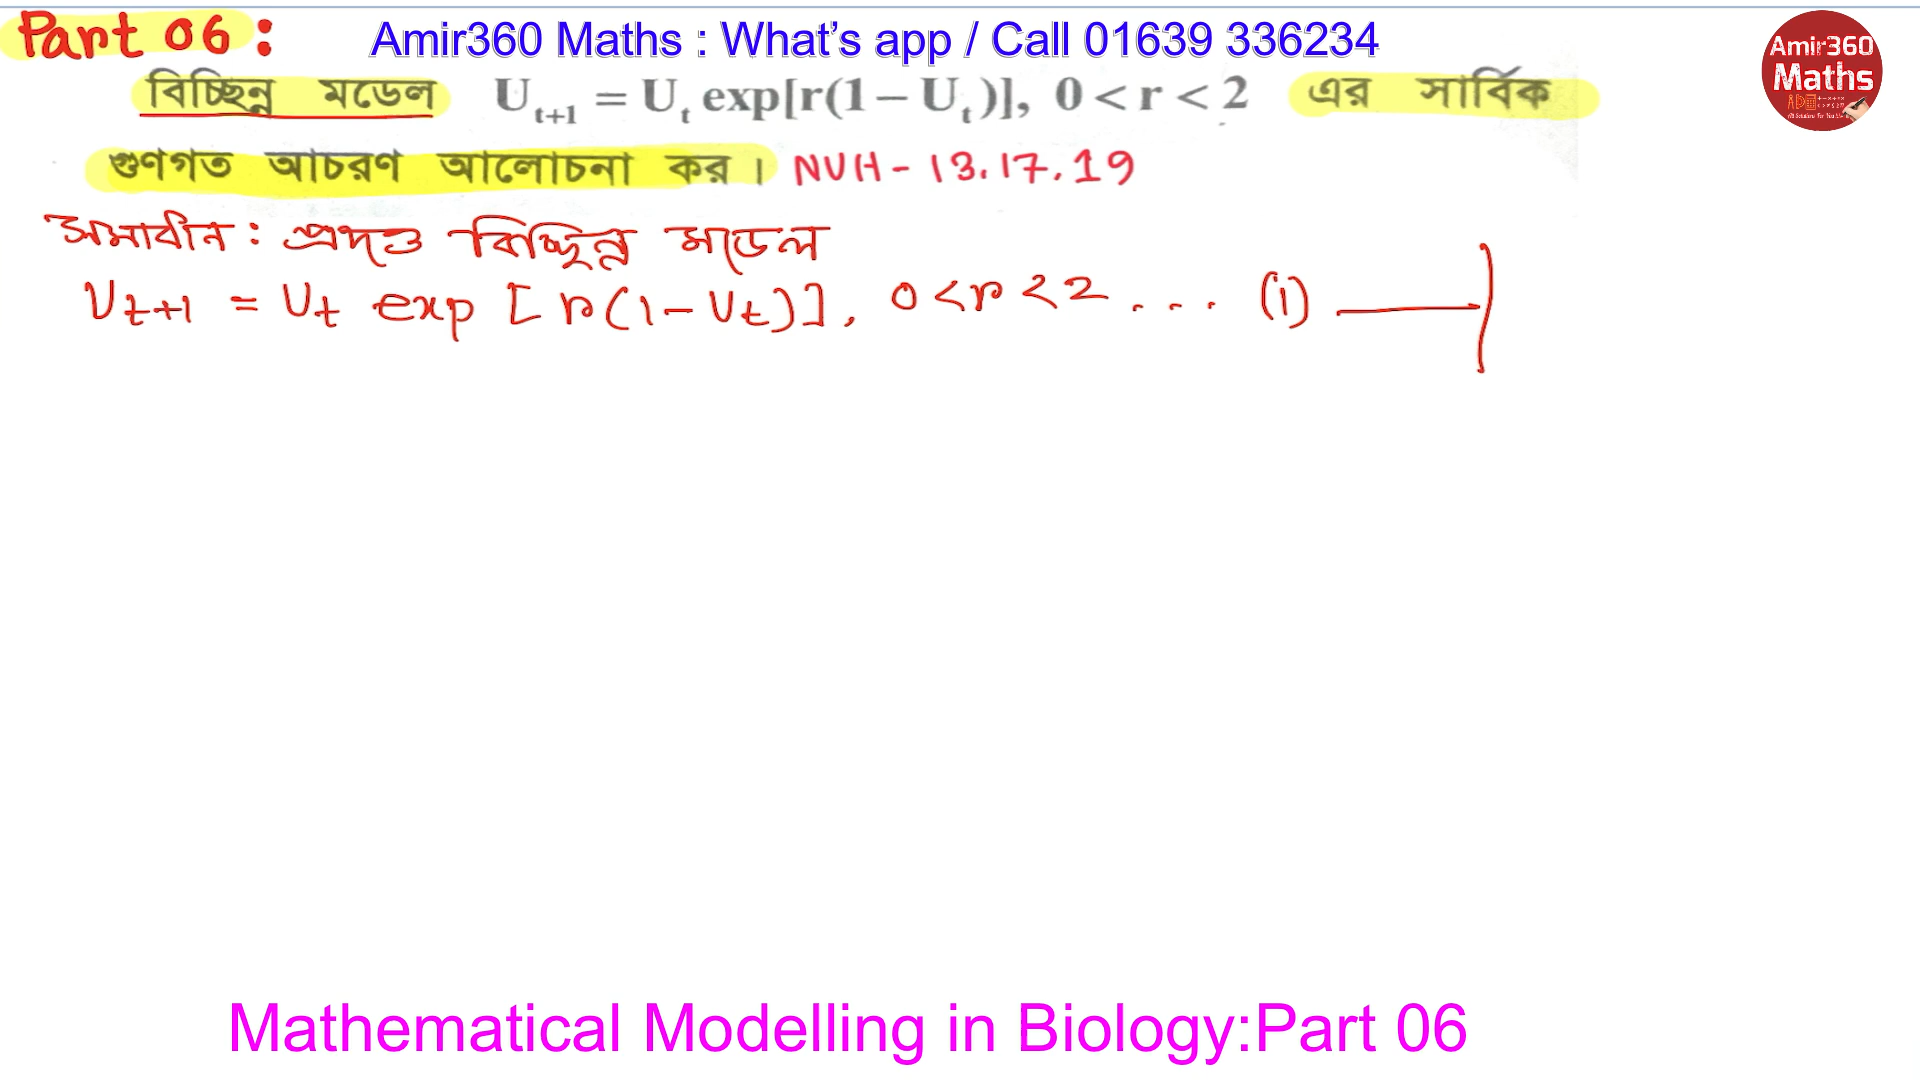 Part 06 :
Amir360 Maths : What's app / Call 01639 336234
Amir360
Maths
বিচ্ছিন্ন মডেল U_{t+1} = U_t exp[r(1 – U_t)], 0 < r < 2 এর সার্বিক
গুণগত আচরণ আলোচনা কর । NUH - 13.17.19
সমাধান : প্রদত্ত বিচ্ছিন্ন মডেল
U_{t+1} = U_t exp [ r(1 – U_t)], 0 < r < 2 ... (1)
Mathematical Modelling in Biology:Part 06